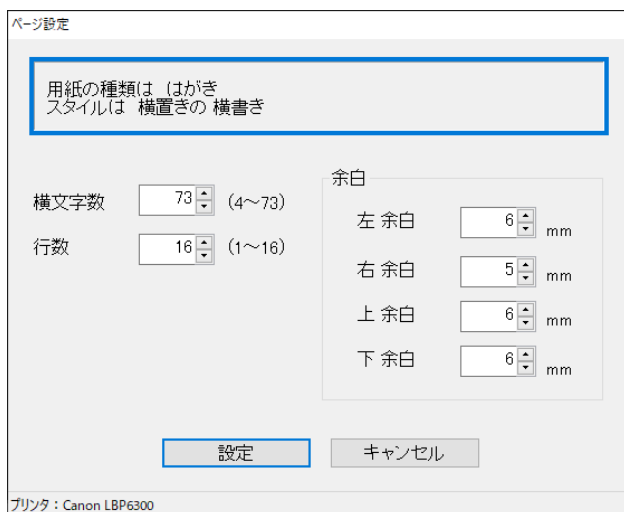 ページ設定
用紙の種類は はがき
スタイルは 横置きの 横書き
横文字数 73 (4～73)
行数 16 (1～16)
余白
左 余白 6 mm
右 余白 5 mm
上 余白 6 mm
下 余白 6 mm
設定 キャンセル
プリンタ：Canon LBP6300